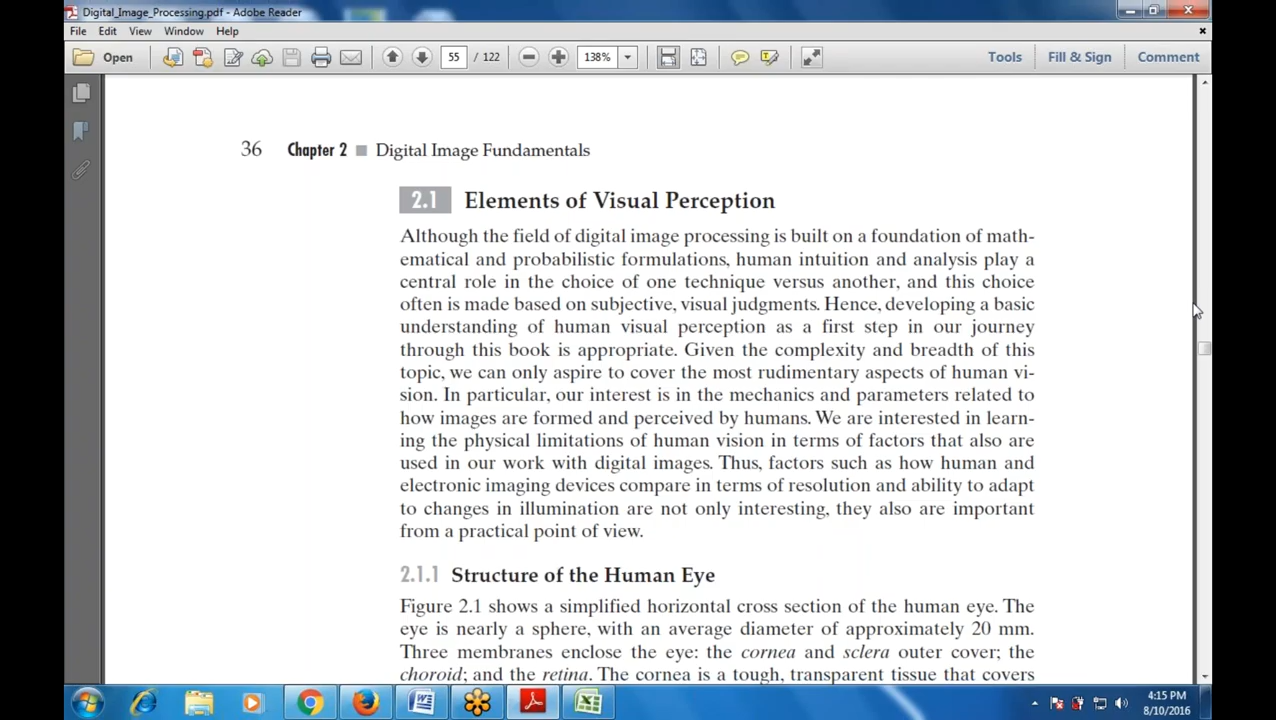 Digital_Image_Processing.pdf - Adobe Reader
File Edit View Window Help
Open 55 / 122 138% Tools Fill & Sign Comment
36 Chapter 2 Digital Image Fundamentals
2.1 Elements of Visual Perception
Although the field of digital image processing is built on a foundation of math-
ematical and probabilistic formulations, human intuition and analysis play a
central role in the choice of one technique versus another, and this choice
often is made based on subjective, visual judgments. Hence, developing a basic
understanding of human visual perception as a first step in our journey
through this book is appropriate. Given the complexity and breadth of this
topic, we can only aspire to cover the most rudimentary aspects of human vi-
sion. In particular, our interest is in the mechanics and parameters related to
how images are formed and perceived by humans. We are interested in learn-
ing the physical limitations of human vision in terms of factors that also are
used in our work with digital images. Thus, factors such as how human and
electronic imaging devices compare in terms of resolution and ability to adapt
to changes in illumination are not only interesting, they also are important
from a practical point of view.
2.1.1 Structure of the Human Eye
Figure 2.1 shows a simplified horizontal cross section of the human eye. The
eye is nearly a sphere, with an average diameter of approximately 20 mm.
Three membranes enclose the eye: the cornea and sclera outer cover; the
choroid; and the retina. The cornea is a tough, transparent tissue that covers
4:15 PM
8/10/2016